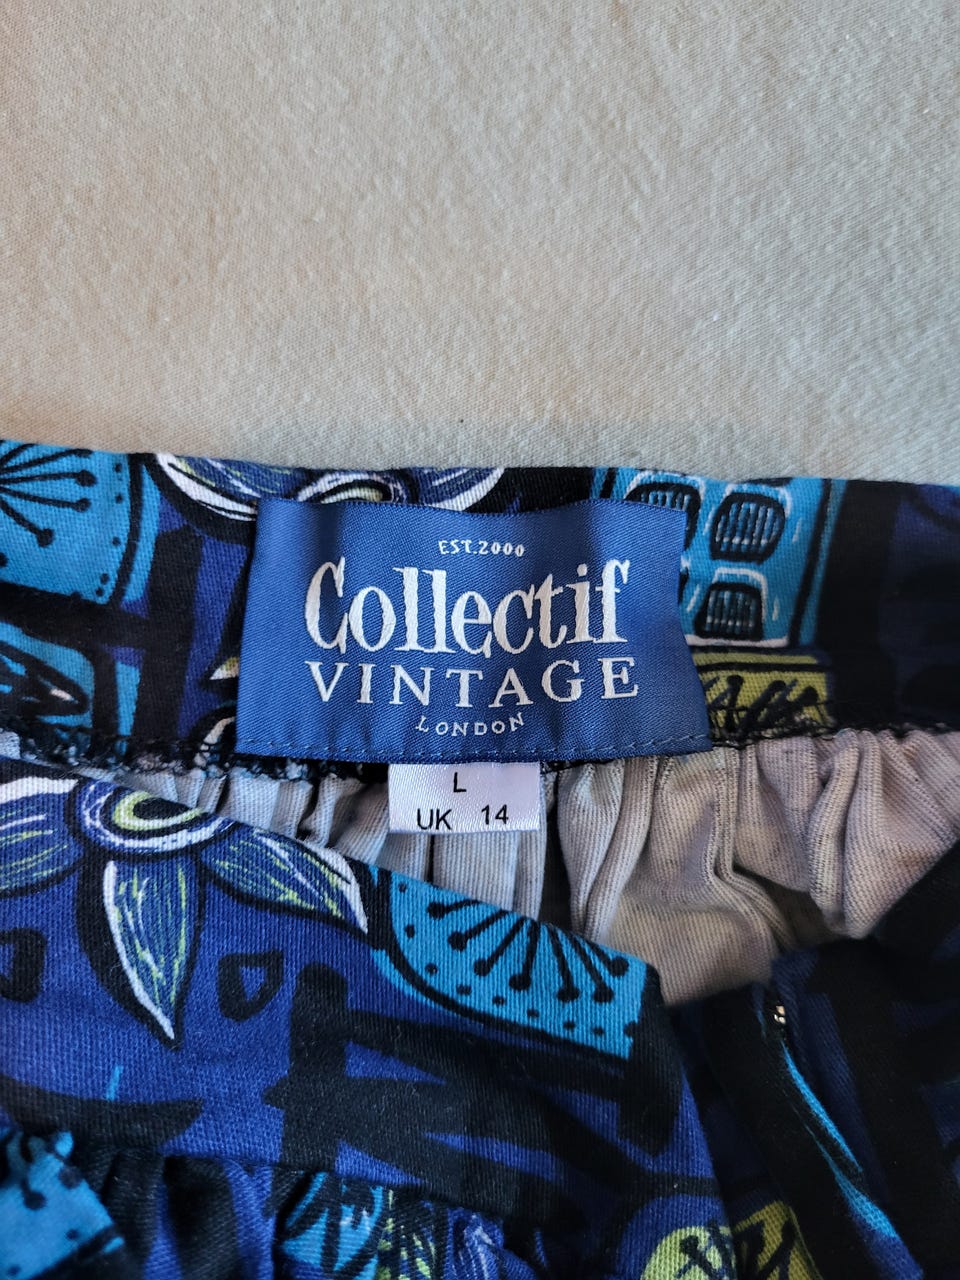 EST.2000
Collectif
VINTAGE
LONDON
L
UK 14